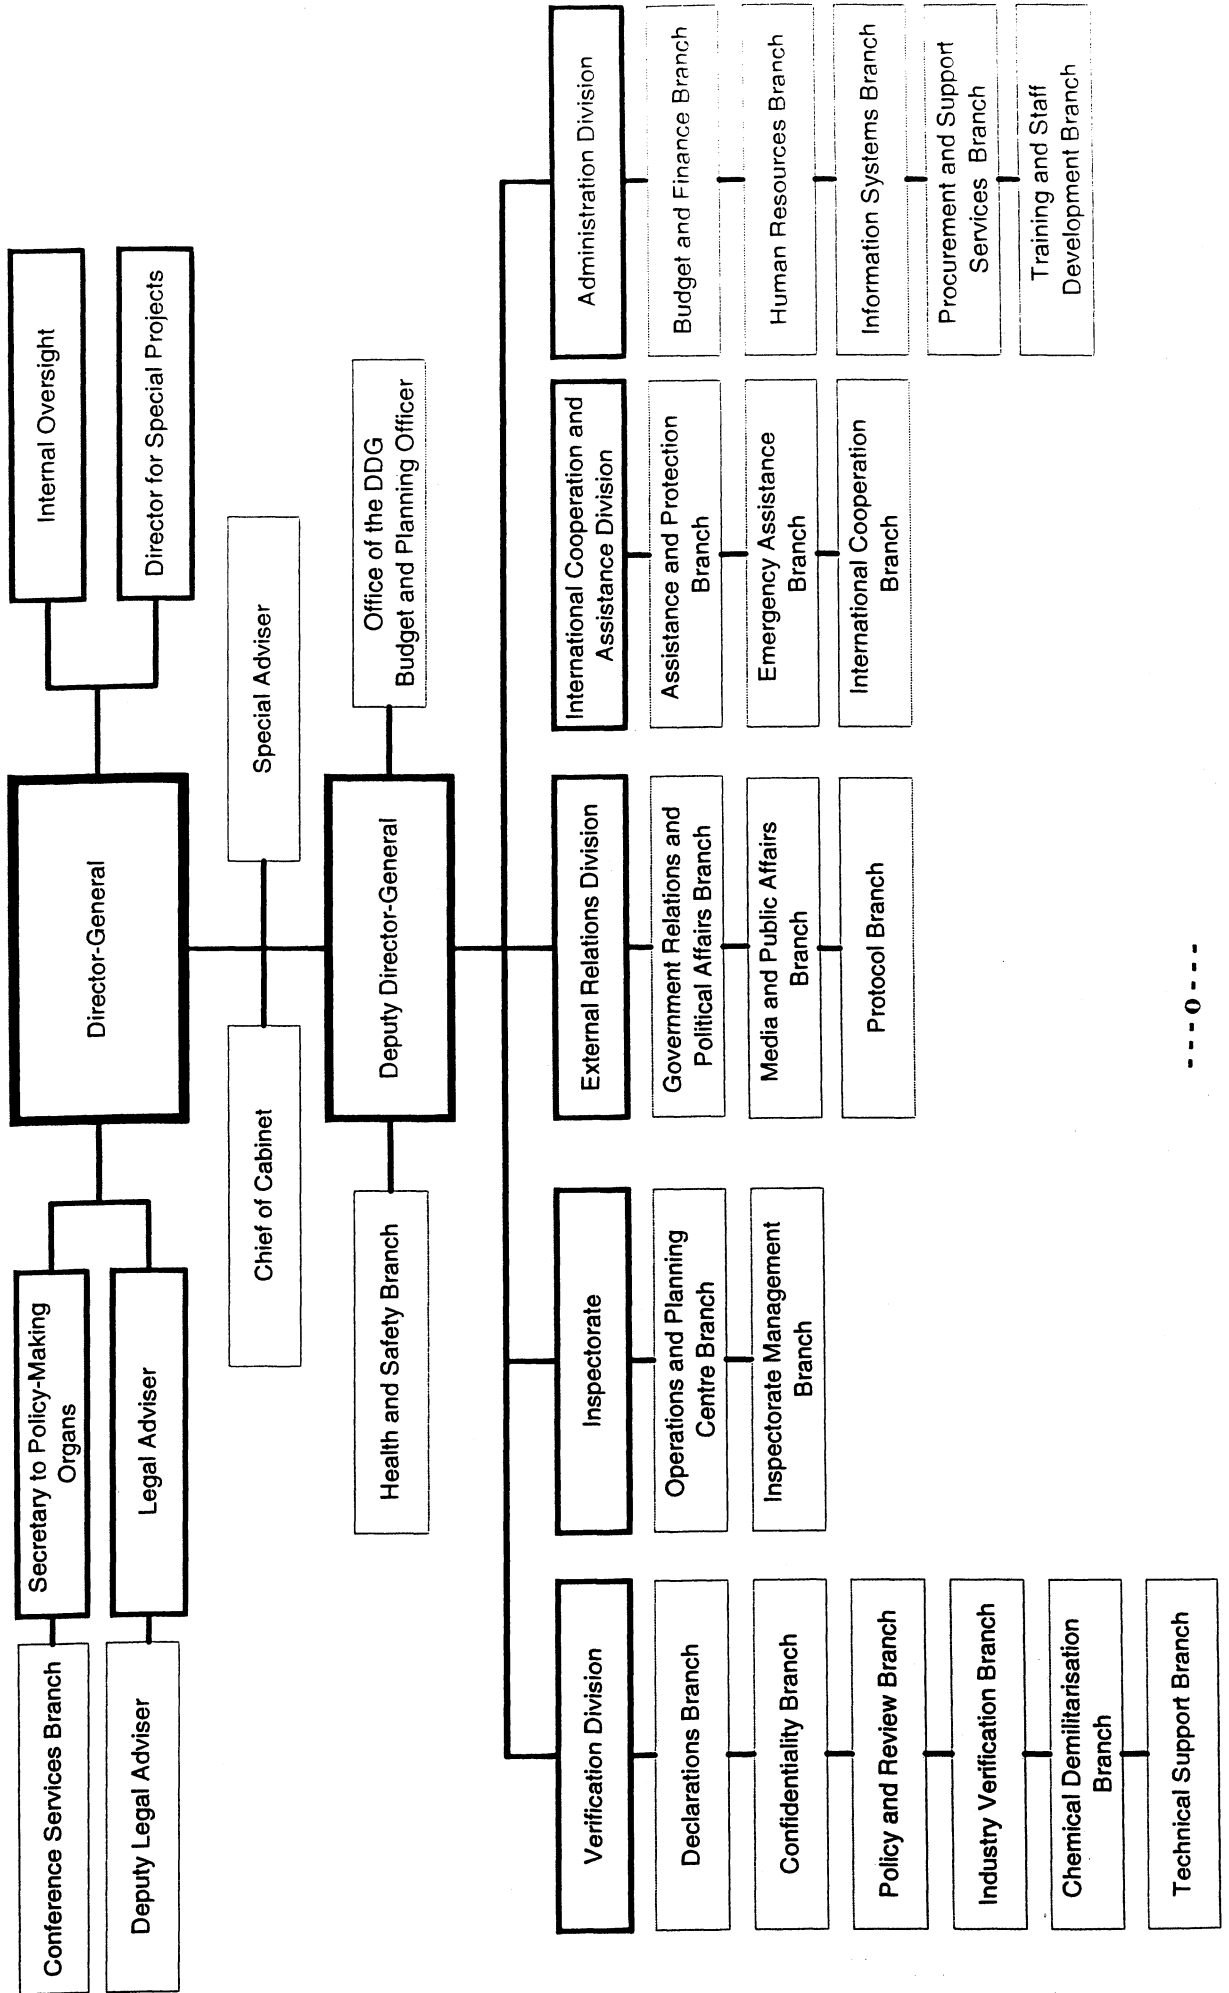 Conference Services Branch
Secretary to Policy-Making
Organs
Director-General
Internal Oversight
Deputy Legal Adviser
Legal Adviser
Director for Special Projects
Chief of Cabinet
Special Adviser
Health and Safety Branch
Deputy Director-General
Office of the DDG
Budget and Planning Officer
Verification Division
Declarations Branch
Confidentiality Branch
Policy and Review Branch
Industry Verification Branch
Chemical Demilitarisation
Branch
Technical Support Branch
Inspectorate
Operations and Planning
Centre Branch
Inspectorate Management
Branch
External Relations Division
Government Relations and
Political Affairs Branch
Media and Public Affairs
Branch
Protocol Branch
International Cooperation and
Assistance Division
Assistance and Protection
Branch
Emergency Assistance
Branch
International Cooperation
Branch
Administration Division
Budget and Finance Branch
Human Resources Branch
Information Systems Branch
Procurement and Support
Services Branch
Training and Staff
Development Branch
---o---